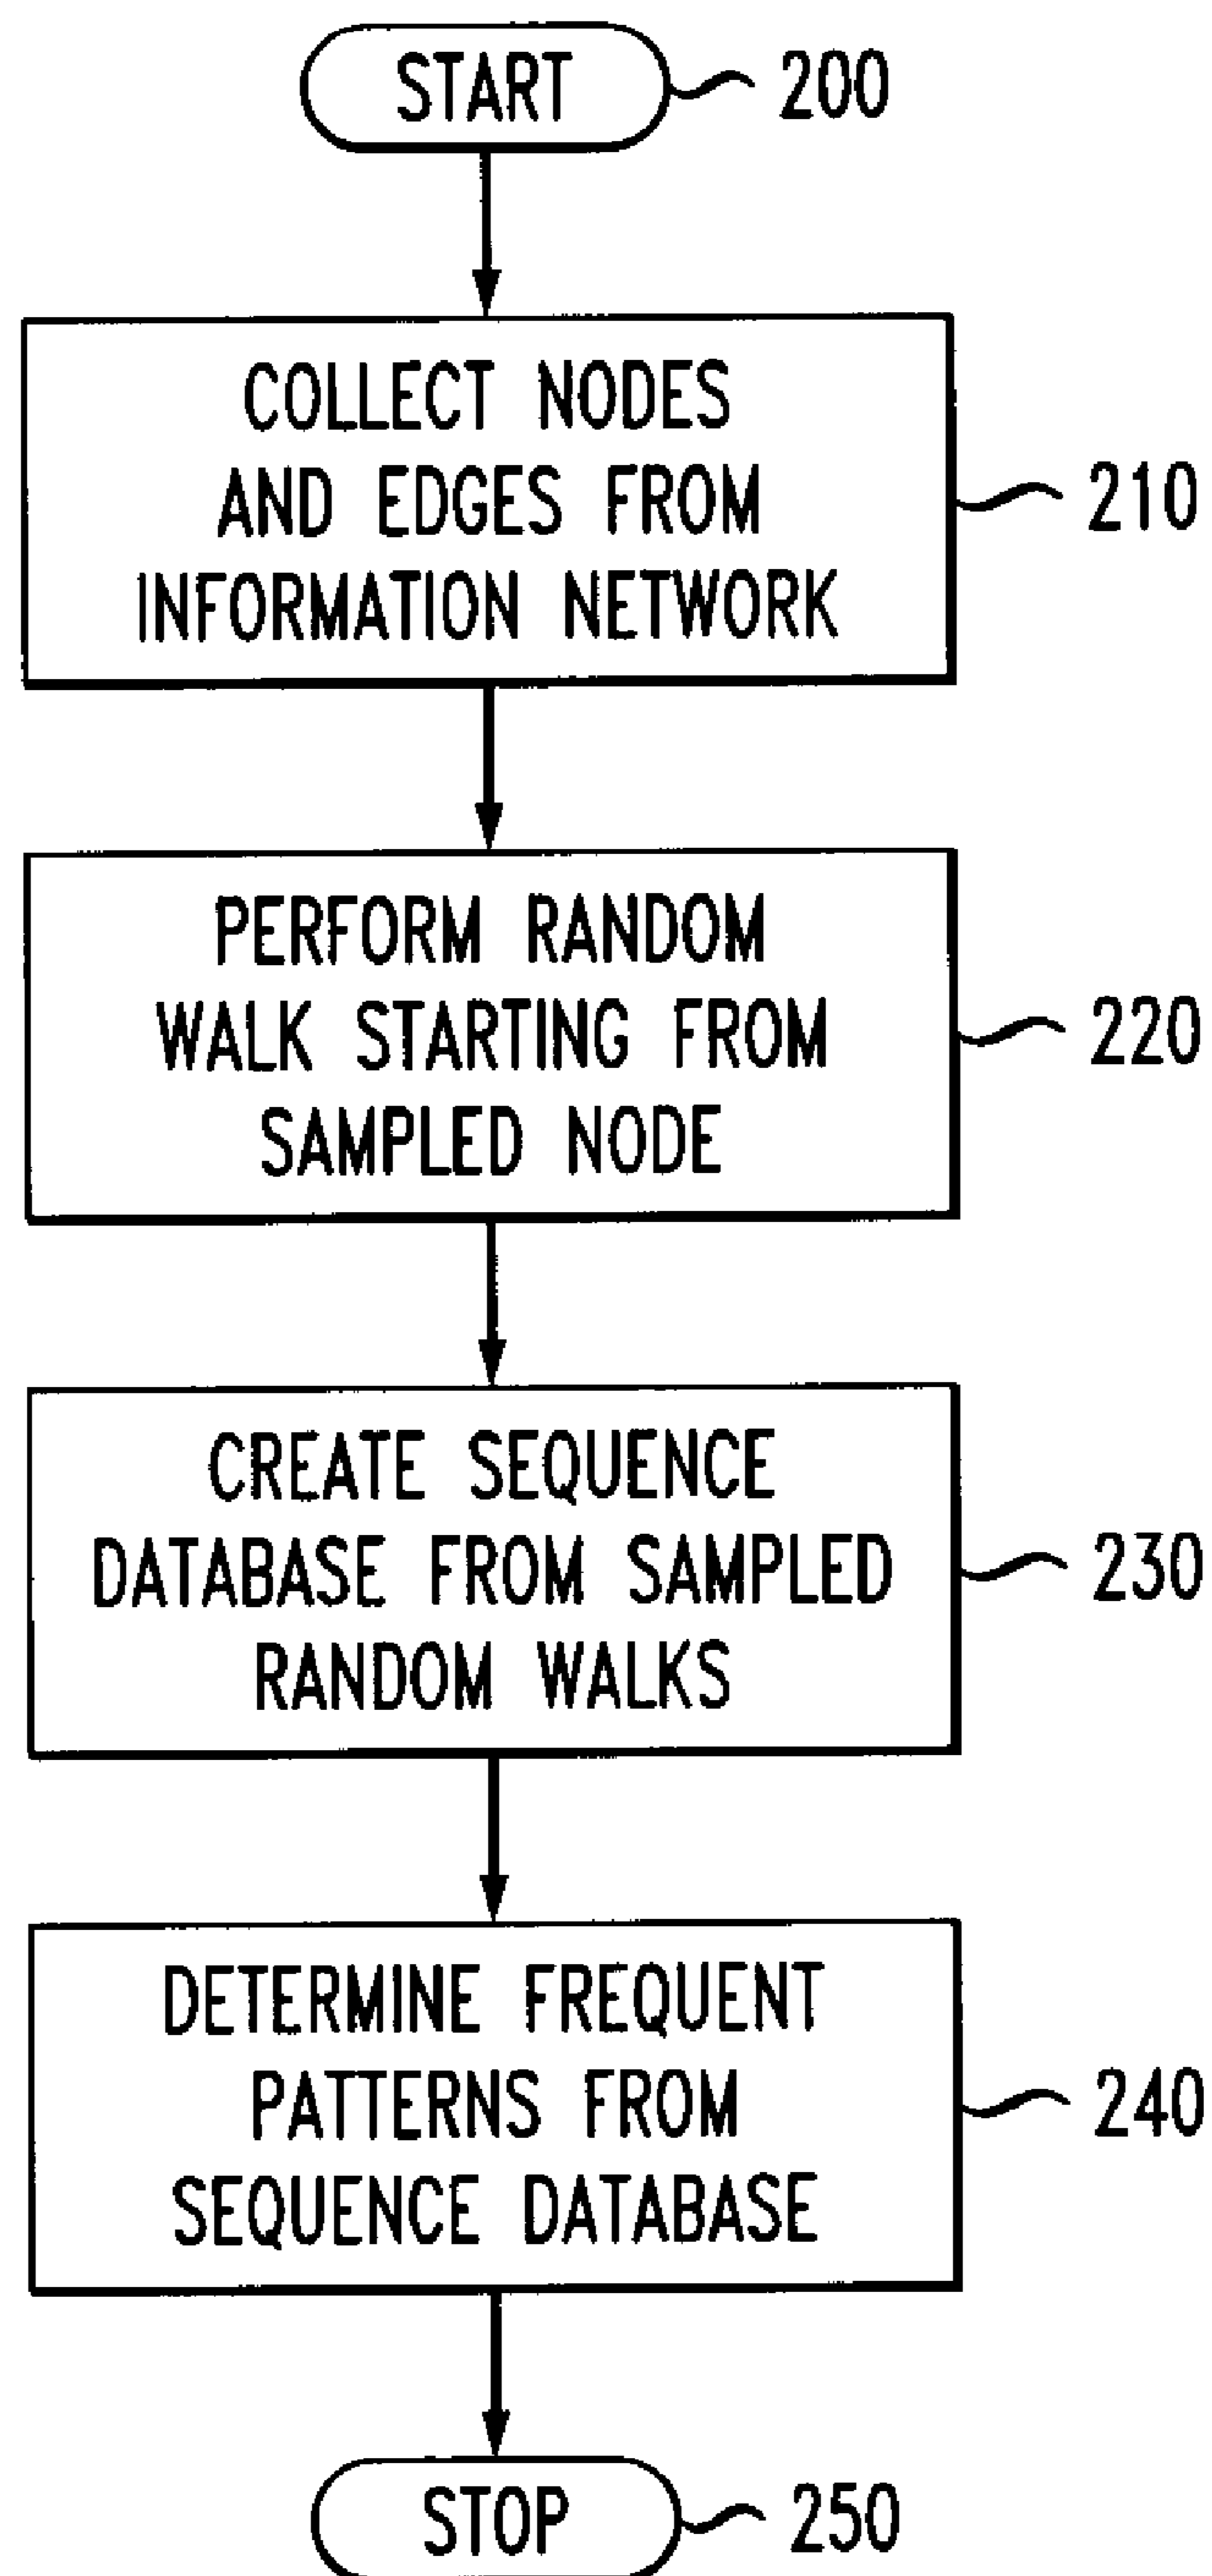 START
200
COLLECT NODES
AND EDGES FROM
INFORMATION NETWORK
210
PERFORM RANDOM
WALK STARTING FROM
SAMPLED NODE
220
CREATE SEQUENCE
DATABASE FROM SAMPLED
RANDOM WALKS
230
DETERMINE FREQUENT
PATTERNS FROM
SEQUENCE DATABASE
240
STOP
250